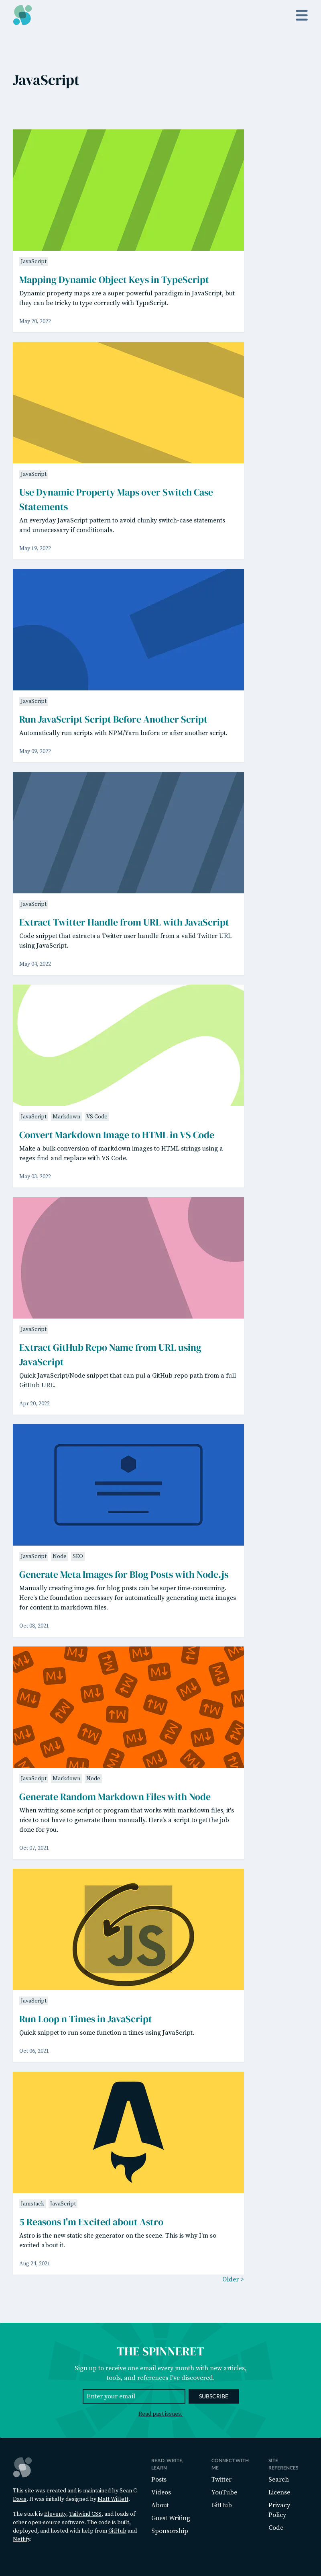 JavaScript
JavaScript
Mapping Dynamic Object Keys in TypeScript
Dynamic property maps are a super powerful paradigm in JavaScript, but
they can be tricky to type correctly with TypeScript.
May 20, 2022
JavaScript
Use Dynamic Property Maps over Switch Case
Statements
An everyday JavaScript pattern to avoid clunky switch-case statements
and unnecessary if conditionals.
May 19, 2022
JavaScript
Run JavaScript Script Before Another Script
Automatically run scripts with NPM/Yarn before or after another script.
May 09, 2022
JavaScript
Extract Twitter Handle from URL with JavaScript
Code snippet that extracts a Twitter user handle from a valid Twitter URL
using JavaScript.
May 04, 2022
JavaScript Markdown VS Code
Convert Markdown Image to HTML in VS Code
Make a bulk conversion of markdown images to HTML strings using a
regex find and replace with VS Code.
May 03, 2022
JavaScript
Extract GitHub Repo Name from URL using
JavaScript
Quick JavaScript/Node snippet that can pul a GitHub repo path from a full
GitHub URL.
Apr 20, 2022
JavaScript Node SEO
Generate Meta Images for Blog Posts with Node.js
Manually creating images for blog posts can be super time-consuming.
Here's the foundation necessary for automatically generating meta images
for content in markdown files.
Oct 08, 2021
JavaScript Markdown Node
Generate Random Markdown Files with Node
When writing some script or program that works with markdown files, it's
nice to not have to generate them manually. Here's a script to get the job
done for you.
Oct 07, 2021
JS
JavaScript
Run Loop n Times in JavaScript
Quick snippet to run some function n times using JavaScript.
Oct 06, 2021
Jamstack JavaScript
5 Reasons I'm Excited about Astro
Astro is the new static site generator on the scene. This is why I'm so
excited about it.
Aug 24, 2021
Older >
THE SPINNERET
Sign up to receive one email every month with new articles,
tools, and references I've discovered.
Enter your email SUBSCRIBE
Read past issues.
This site was created and is maintained by Sean C
Davis. It was initially designed by Matt Willett.
The stack is Eleventy, Tailwind CSS, and loads of
other open-source software. The code is built,
deployed, and hosted with help from GitHub and
Netlify.
READ, WRITE,
LEARN
Posts
Videos
About
Guest Writing
Sponsorship
CONNECT WITH
ME
Twitter
YouTube
GitHub
SITE
REFERENCES
Search
License
Privacy
Policy
Code